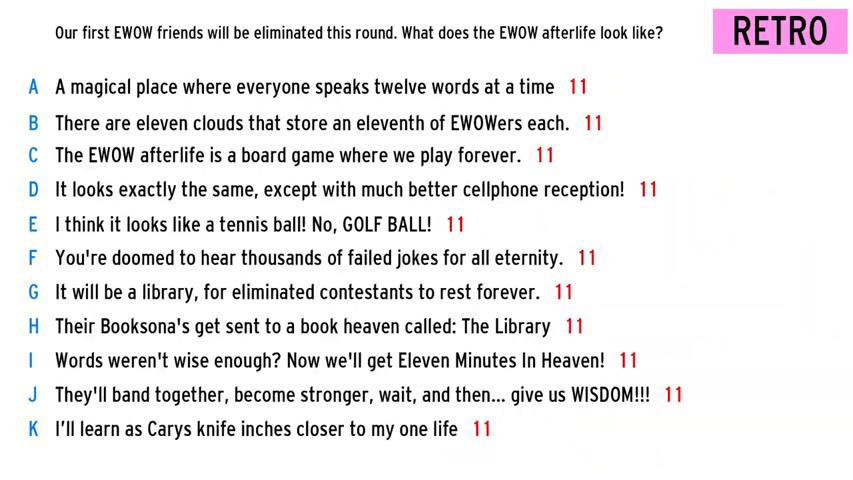 Our first EWOW friends will be eliminated this round. What does the EWOW afterlife look like?
RETRO
A A magical place where everyone speaks twelve words at a time 11
B There are eleven clouds that store an eleventh of EWOWers each. 11
C The EWOW afterlife is a board game where we play forever. 11
D It looks exactly the same, except with much better cellphone reception! 11
E I think it looks like a tennis ball! No, GOLF BALL! 11
F You're doomed to hear thousands of failed jokes for all eternity. 11
G It will be a library, for eliminated contestants to rest forever. 11
H Their Booksona's get sent to a book heaven called: The Library 11
I Words weren't wise enough? Now we'll get Eleven Minutes In Heaven! 11
J They'll band together, become stronger, wait, and then... give us WISDOM!!! 11
K I’ll learn as Carys knife inches closer to my one life 11